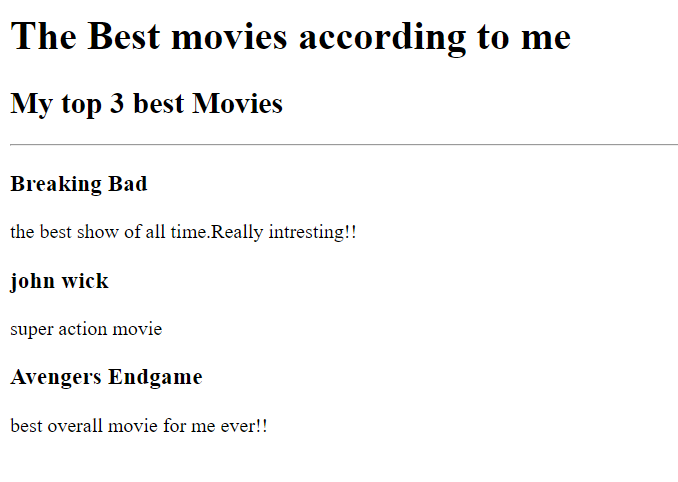 The Best movies according to me
My top 3 best Movies
Breaking Bad
the best show of all time.Really intresting!!
john wick
super action movie
Avengers Endgame
best overall movie for me ever!!